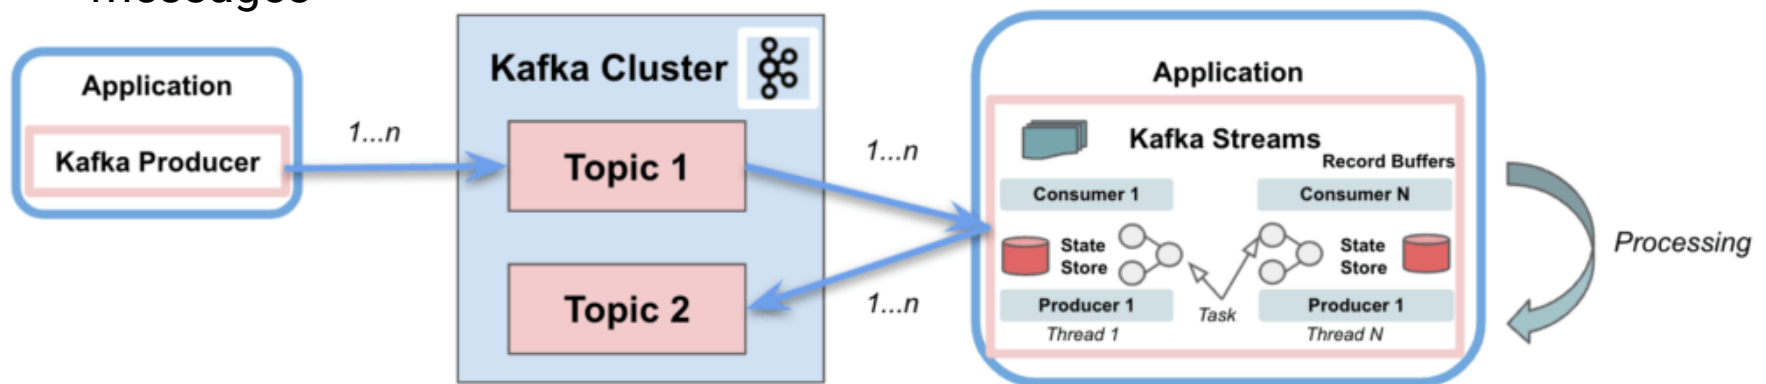 messages
Application
Kafka Producer
1...n
Kafka Cluster
Topic 1
Topic 2
1...n
1...n
Application
Kafka Streams
Record Buffers
Consumer 1
Consumer N
State
Store
State
Store
Producer 1
Task
Producer 1
Thread 1
Thread N
Processing